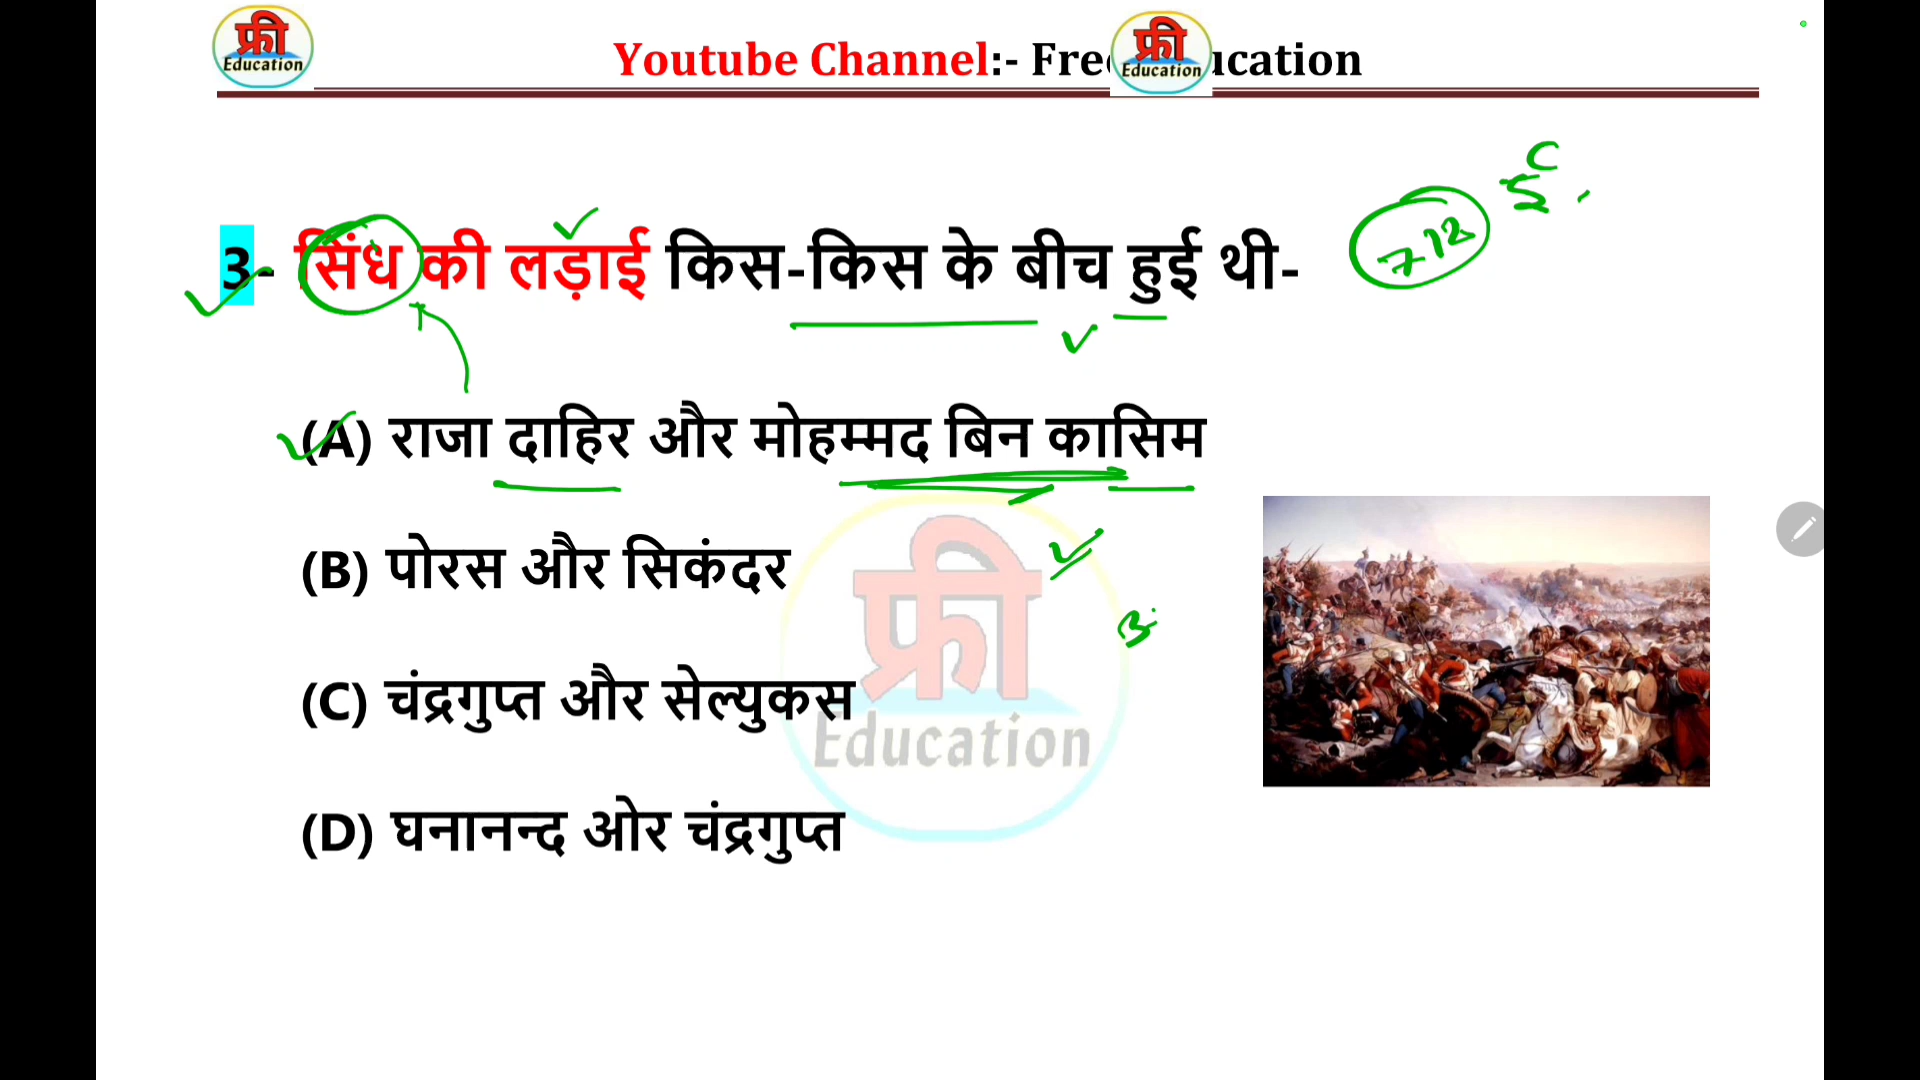 फ्री
Education
Youtube Channel:- Free
फ्री
Education
ucation
712 ई.
3- सिंध की लड़ाई किस-किस के बीच हुई थी-
(A) राजा दाहिर और मोहम्मद बिन कासिम
(B) पोरस और सिकंदर
(C) चंद्रगुप्त और सेल्युकस
(D) घनानन्द ओर चंद्रगुप्त
फ्री
Education